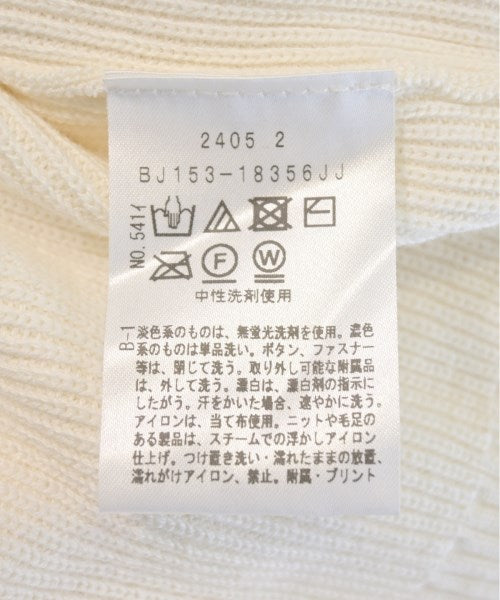 2405 2
BJ153-18356JJ
NO.541イ
F
W
中性洗剤使用
B-1
淡色系のものは、無蛍光洗剤を使用。濃色
系のものは単品洗い。ボタン、ファスナー
等は、閉じて洗う。取り外し可能な附属品
は、外して洗う。漂白は、漂白剤の指示に
したがう。汗をかいた場合、速やかに洗う。
アイロンは、当て布使用。ニットや毛足の
ある製品は、スチームでの浮かしアイロン
仕上げ。つけ置き洗い・濡れたままの放置、
濡れがけアイロン、禁止。附属・プリント